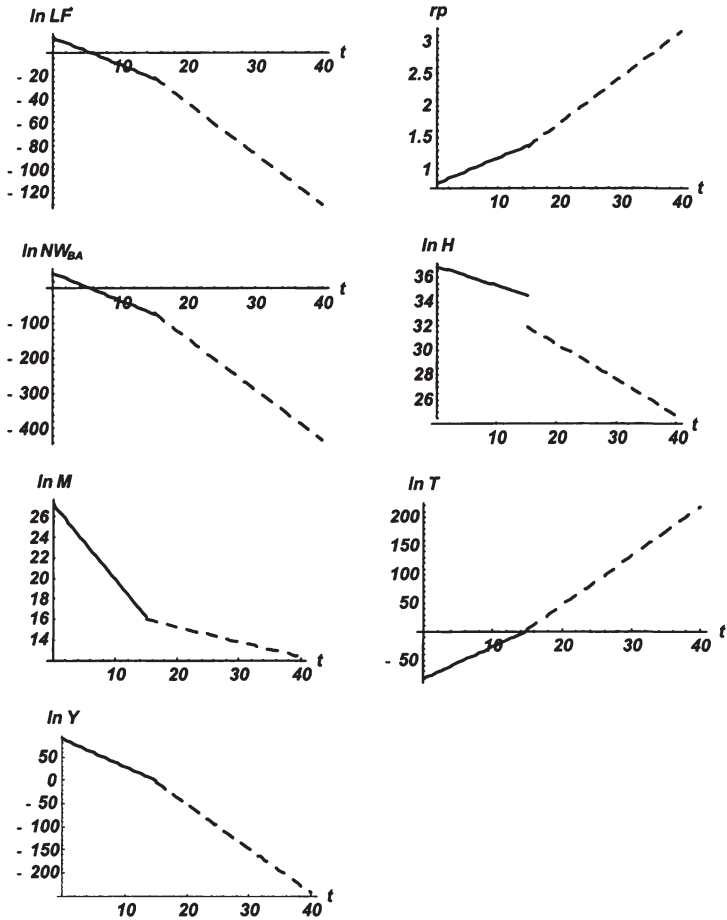 ln LF*
t
10 20 30 40
- 20
- 40
- 60
- 80
- 100
- 120
rp
3
2.5
2
1.5
1
10 20 30 40 t
ln NW_BA
t
10 20 30 40
- 100
- 200
- 300
- 400
ln H
36
34
32
30
28
26
10 20 30 40 t
ln M
26
24
22
20
18
16
14
10 20 30 40 t
ln T
200
150
100
50
10 20 30 40 t
- 50
ln Y
50
0
- 50
- 100
- 150
- 200
10 20 30 40 t